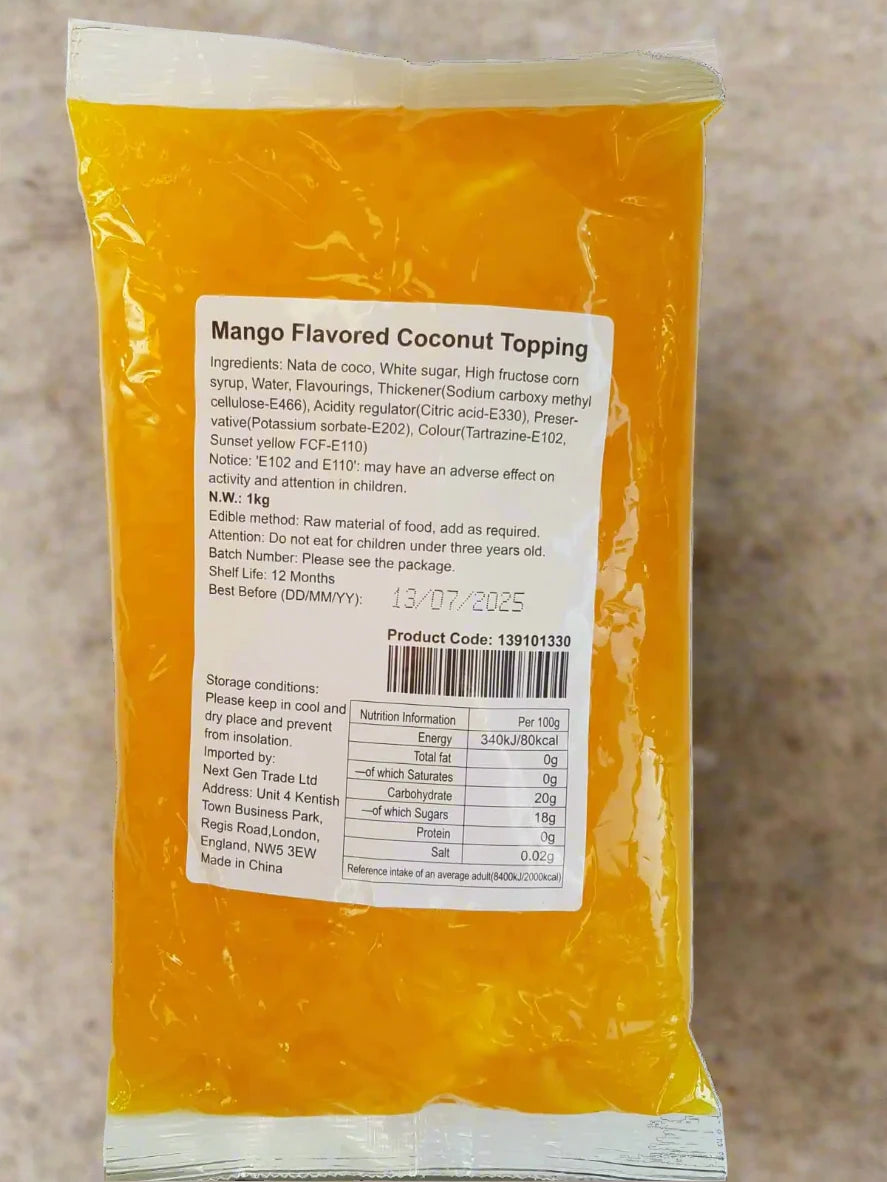 Mango Flavored Coconut Topping
Ingredients: Nata de coco, White sugar, High fructose corn
syrup, Water, Flavourings, Thickener(Sodium carboxy methyl
cellulose-E466), Acidity regulator(Citric acid-E330), Preser-
vative(Potassium sorbate-E202), Colour(Tartrazine-E102,
Sunset yellow FCF-E110)
Notice: 'E102 and E110': may have an adverse effect on
activity and attention in children.
N.W.: 1kg
Edible method: Raw material of food, add as required.
Attention: Do not eat for children under three years old.
Batch Number: Please see the package.
Shelf Life: 12 Months
Best Before (DD/MM/YY): 13/07/2025
Product Code: 139101330
Storage conditions:
Please keep in cool and
dry place and prevent
from insolation.
Imported by:
Next Gen Trade Ltd
Address: Unit 4 Kentish
Town Business Park,
Regis Road,London,
England, NW5 3EW
Made in China
Nutrition Information Per 100g
Energy 340kJ/80kcal
Total fat 0g
—of which Saturates 0g
Carbohydrate 20g
—of which Sugars 18g
Protein 0g
Salt 0.02g
Reference intake of an average adult(8400kJ/2000kcal)